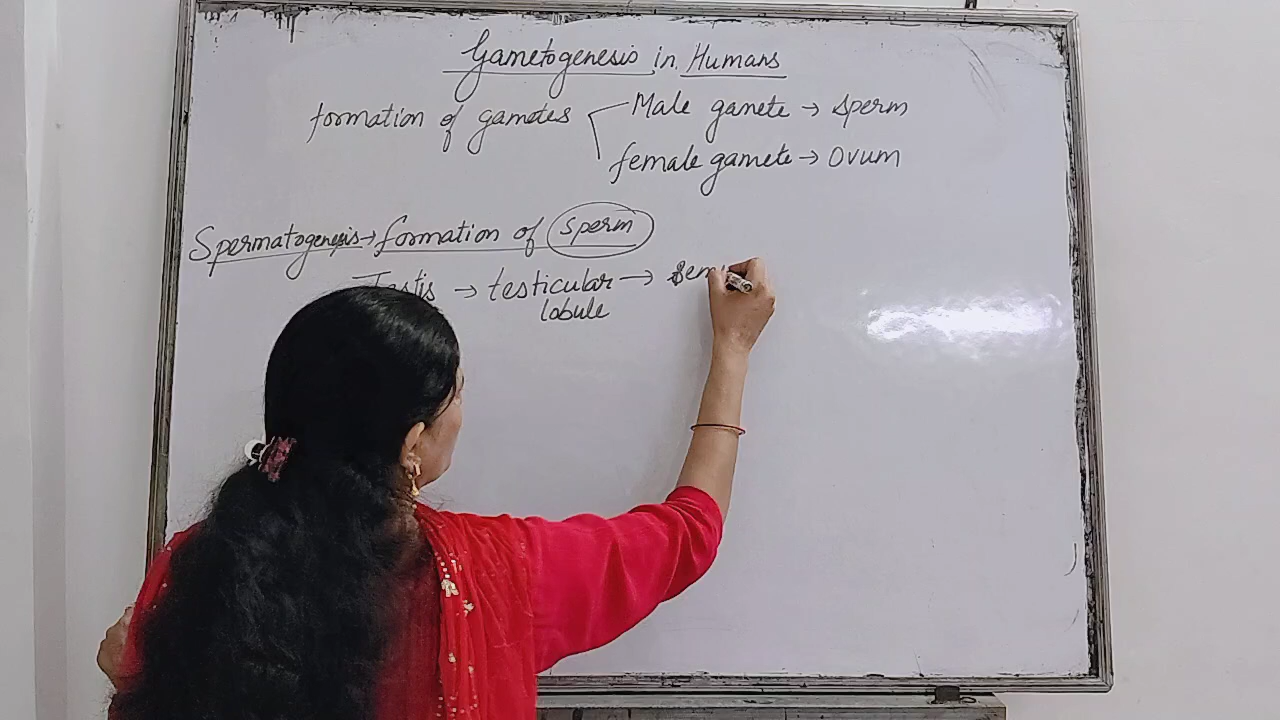 Gametogenesis in Humans
formation of gametes
Male gamete → Sperm
female gamete → Ovum
Spermatogenesis → formation of sperm
Testis → testicular → sem
lobule